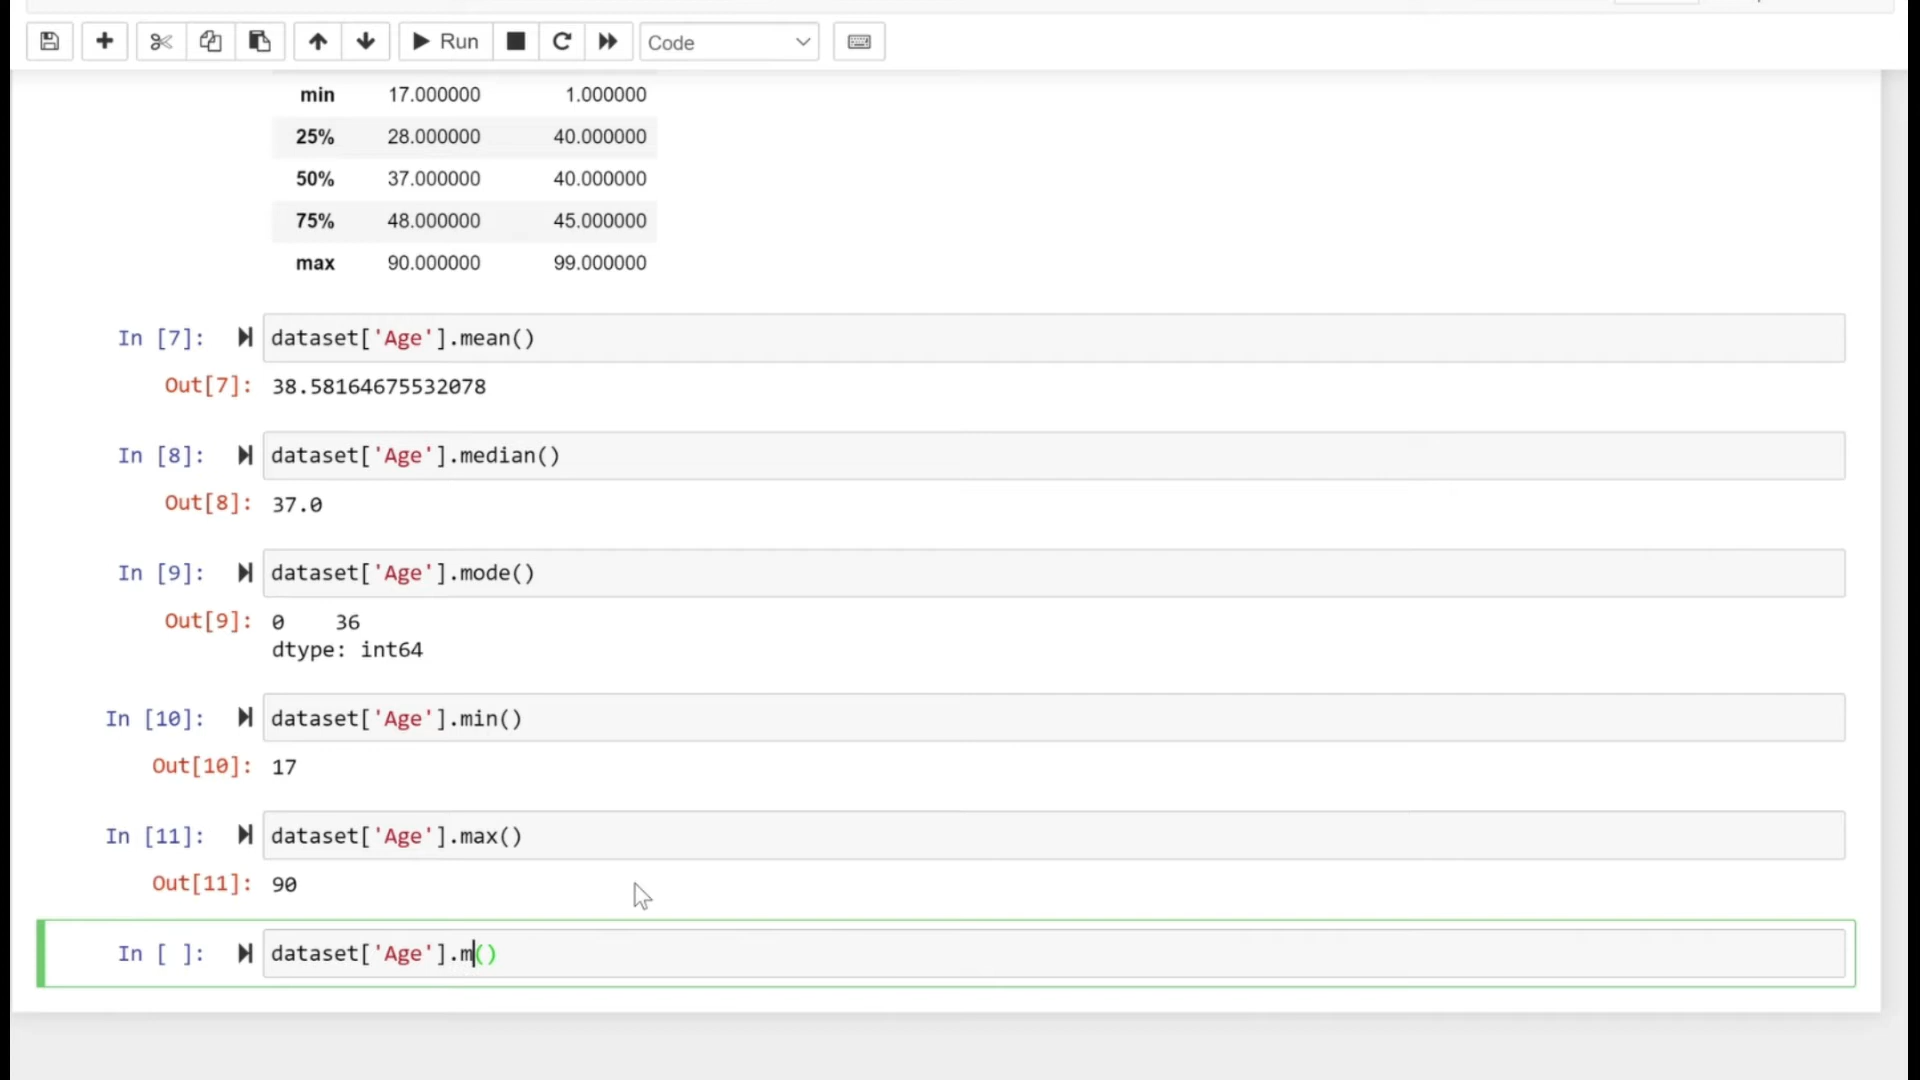 Run Code
min 17.000000 1.000000
25% 28.000000 40.000000
50% 37.000000 40.000000
75% 48.000000 45.000000
max 90.000000 99.000000
In [7]: dataset['Age'].mean()
Out[7]: 38.58164675532078
In [8]: dataset['Age'].median()
Out[8]: 37.0
In [9]: dataset['Age'].mode()
Out[9]: 0 36
dtype: int64
In [10]: dataset['Age'].min()
Out[10]: 17
In [11]: dataset['Age'].max()
Out[11]: 90
In [ ]: dataset['Age'].m()